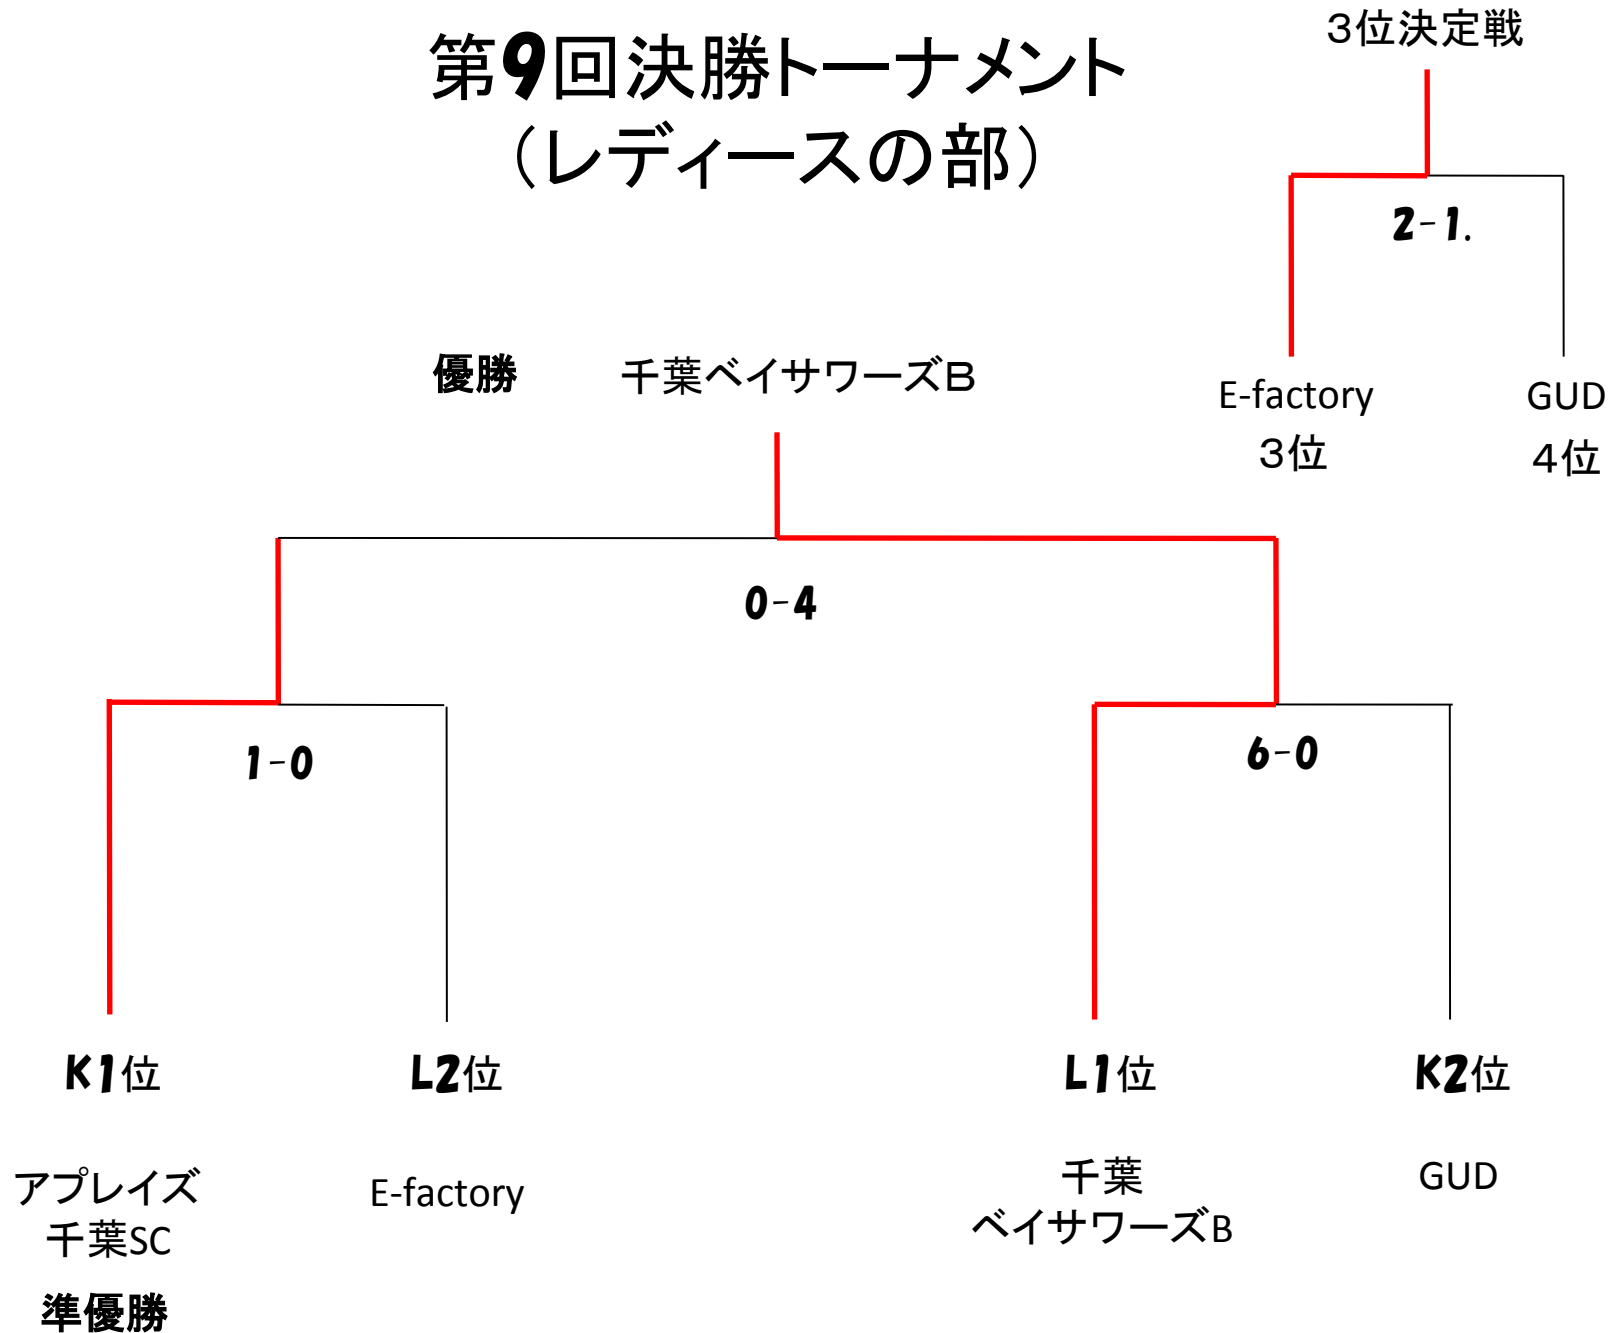 第9回決勝トーナメント
（レディースの部）
３位決定戦
2-1.
E-factory
３位
GUD
４位
優勝 千葉ベイサワーズＢ
0-4
1-0
6-0
K1位
L2位
L1位
K2位
アプレイズ
千葉SC
E-factory
千葉
ベイサワーズB
GUD
準優勝